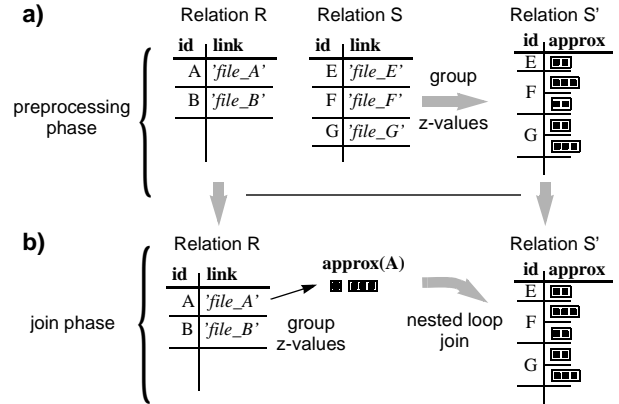 a)
Relation R
Relation S
Relation S'
id link
id link
id approx
preprocessing
phase
A 'file_A'
B 'file_B'
E 'file_E'
F 'file_F'
G 'file_G'
group
z-values
E
F
G
b)
Relation R
Relation S'
join phase
id link
A 'file_A'
B 'file_B'
approx(A)
group
z-values
nested loop
join
id approx
E
F
G